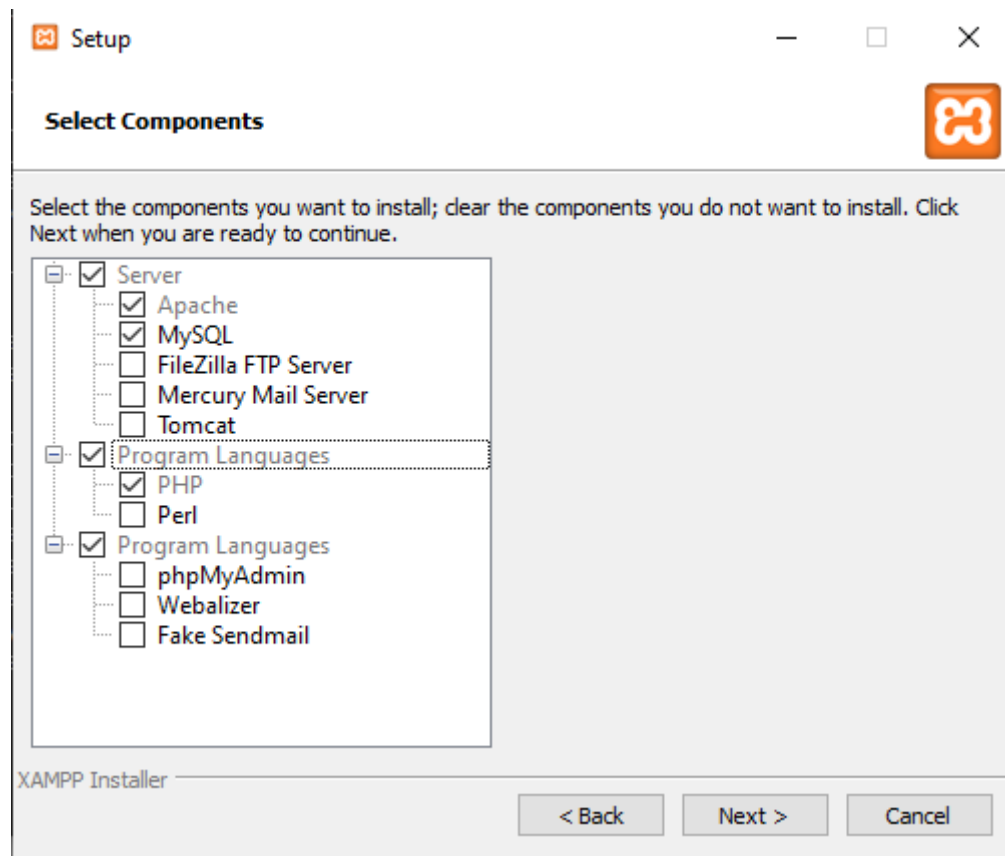 Setup
Select Components
Select the components you want to install; clear the components you do not want to install. Click
Next when you are ready to continue.
Server
Apache
MySQL
FileZilla FTP Server
Mercury Mail Server
Tomcat
Program Languages
PHP
Perl
Program Languages
phpMyAdmin
Webalizer
Fake Sendmail
XAMPP Installer
< Back
Next >
Cancel